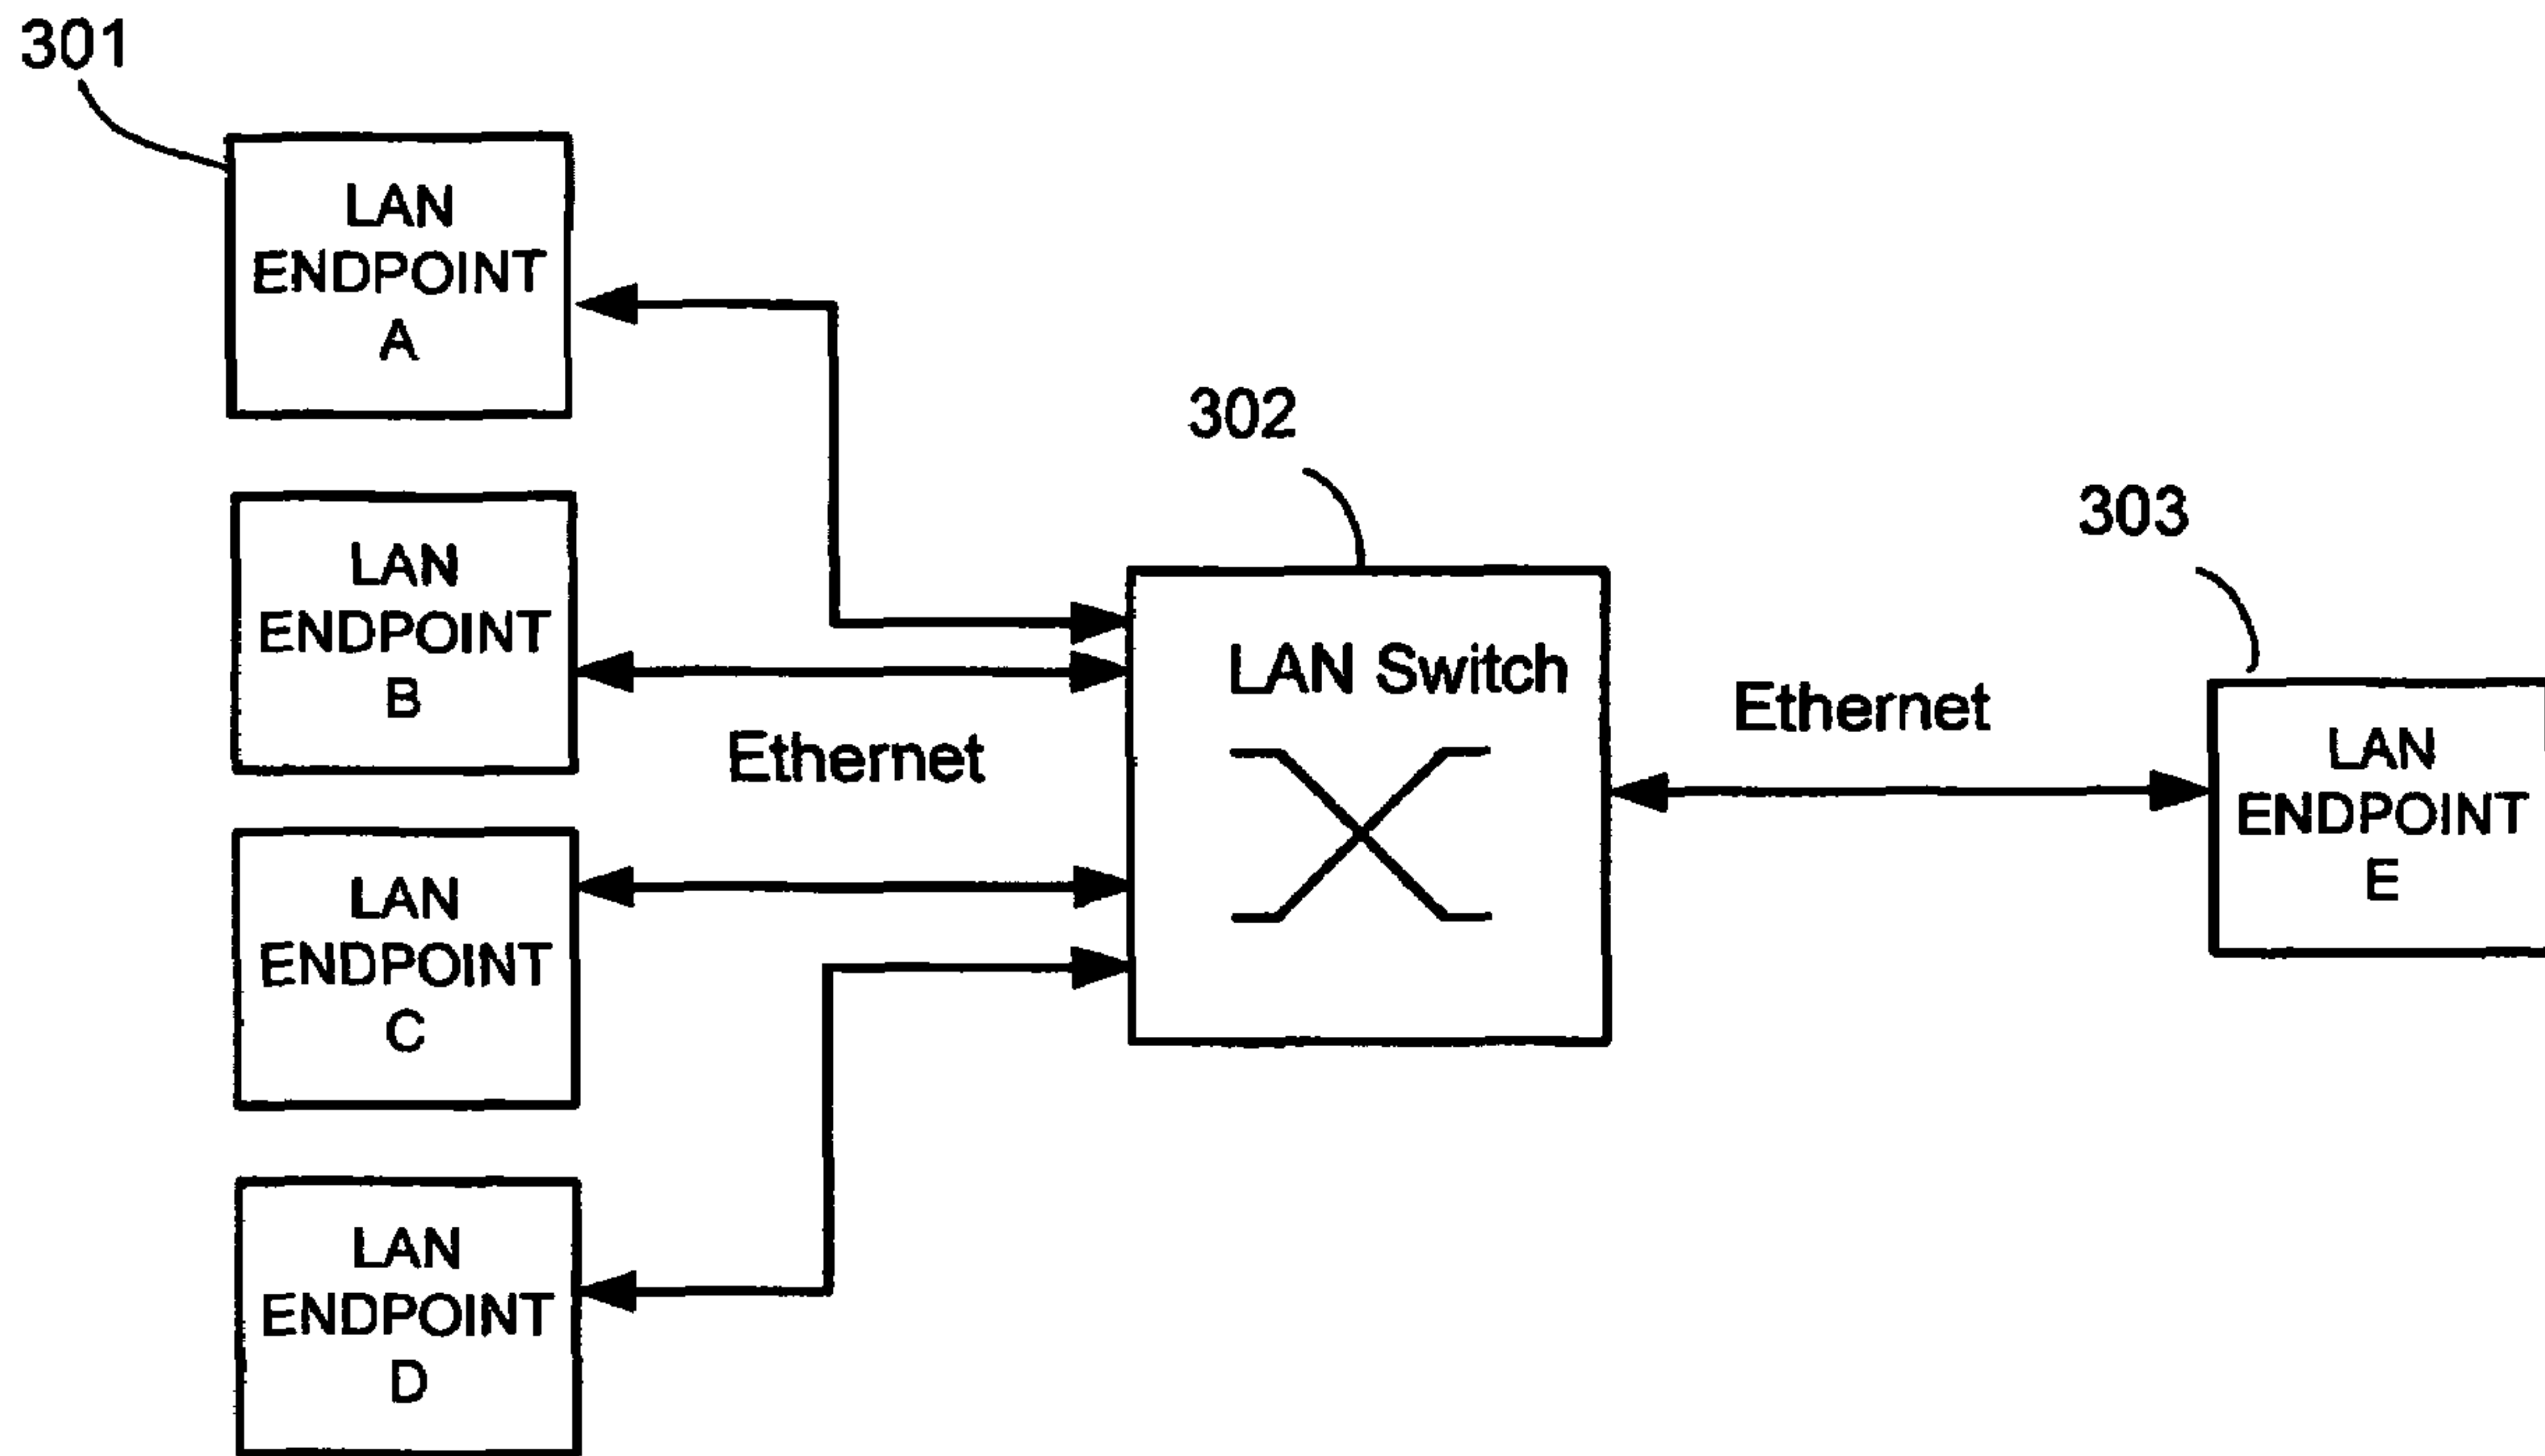 301
LAN
ENDPOINT
A
302
303
LAN
ENDPOINT
B
LAN Switch
Ethernet
Ethernet
LAN
ENDPOINT
E
LAN
ENDPOINT
C
LAN
ENDPOINT
D